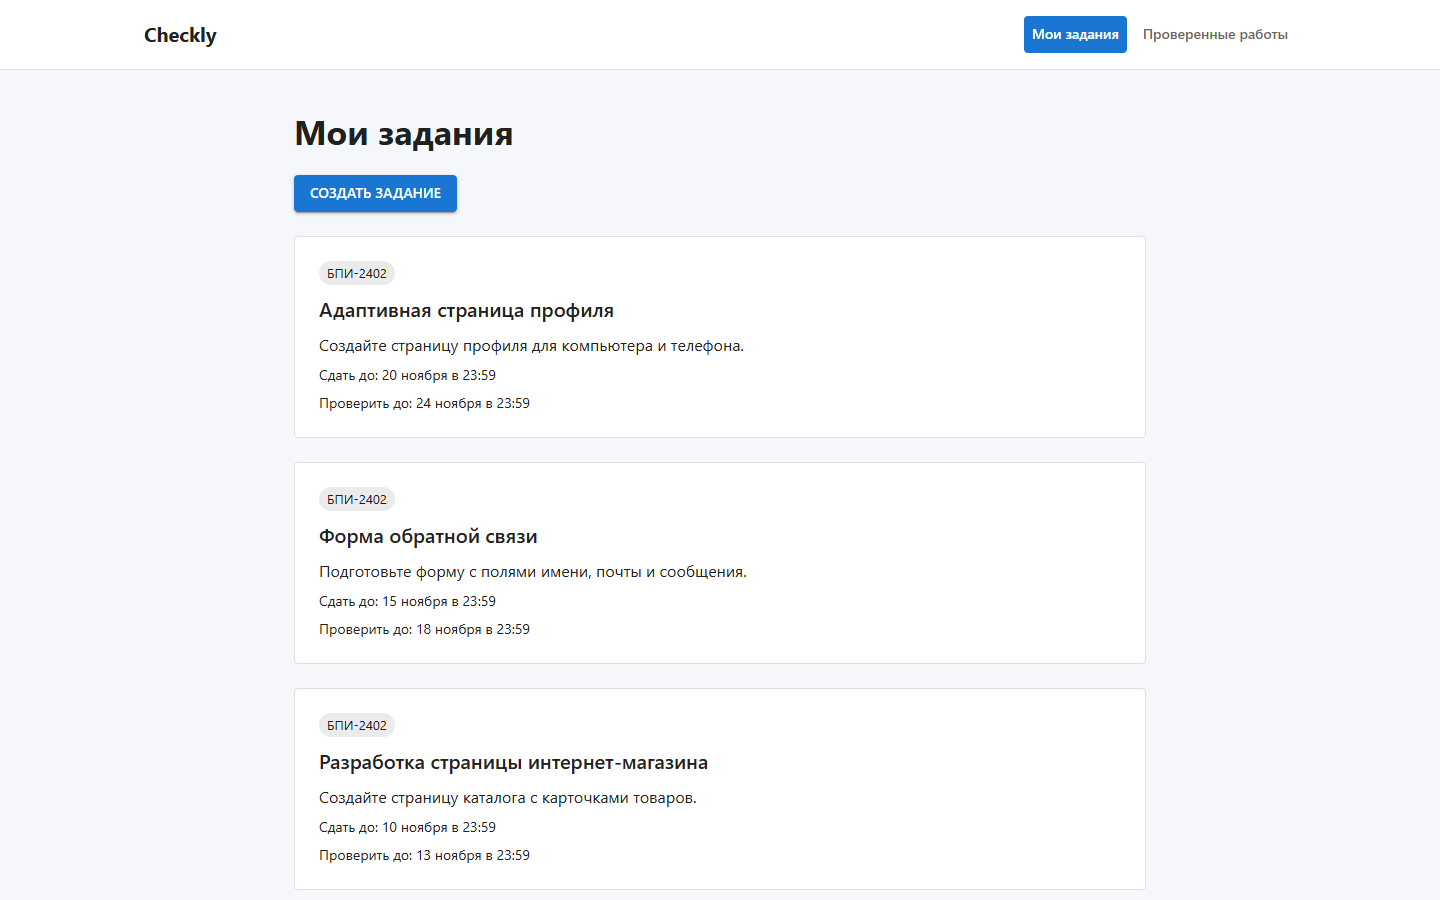 Checkly
Мои задания
Проверенные работы
Мои задания
СОЗДАТЬ ЗАДАНИЕ
БПИ-2402
Адаптивная страница профиля
Создайте страницу профиля для компьютера и телефона.
Сдать до: 20 ноября в 23:59
Проверить до: 24 ноября в 23:59
БПИ-2402
Форма обратной связи
Подготовьте форму с полями имени, почты и сообщения.
Сдать до: 15 ноября в 23:59
Проверить до: 18 ноября в 23:59
БПИ-2402
Разработка страницы интернет-магазина
Создайте страницу каталога с карточками товаров.
Сдать до: 10 ноября в 23:59
Проверить до: 13 ноября в 23:59